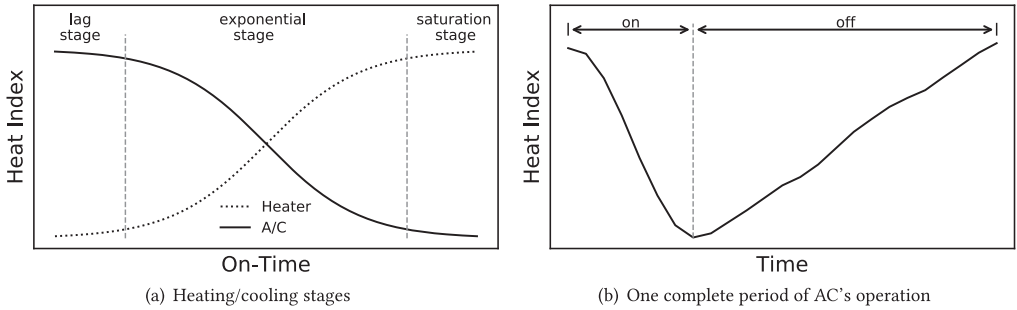 lag
stage
exponential
stage
saturation
stage
Heat Index
Heater
A/C
On-Time
(a) Heating/cooling stages
on
off
Heat Index
Time
(b) One complete period of AC's operation